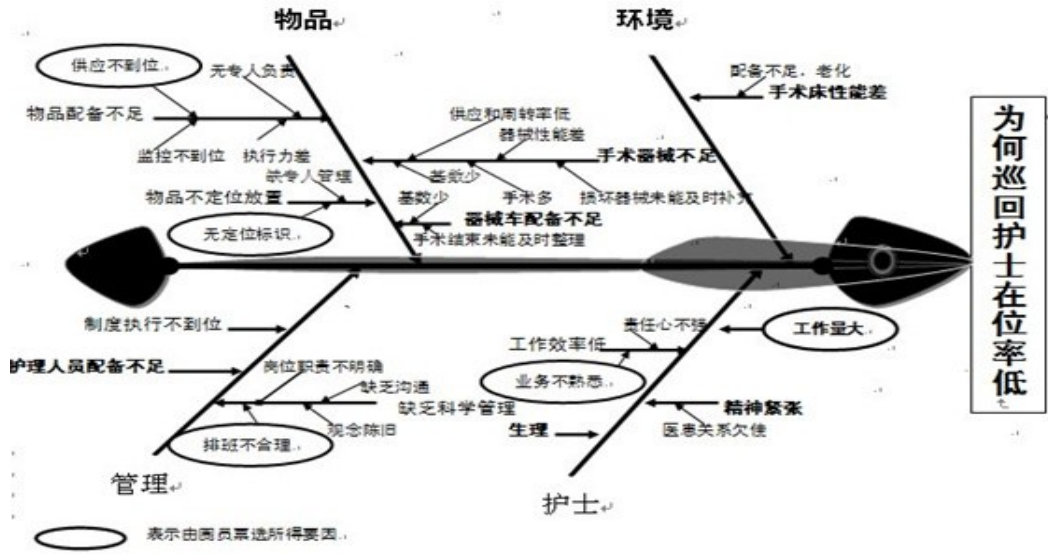 物品
环境
供应不到位
无专人负责
物品配备不足
监控不到位
执行力差
缺专人管理
物品不定位放置
无定位标识
供应和周转率低
器械性能差
手术器械不足
基数少
手术多
损坏器械未能及时补充
基数少
器械车配备不足
手术结束未能及时整理
配备不足，老化
手术床性能差
为何巡回护士在位率低
制度执行不到位
护理人员配备不足
岗位职责不明确
缺乏沟通
缺乏科学管理
观念陈旧
排班不合理
管理
责任心不强
工作量大
工作效率低
业务不熟悉
精神紧张
医患关系欠佳
生理
护士
表示由圈员票选所得要因